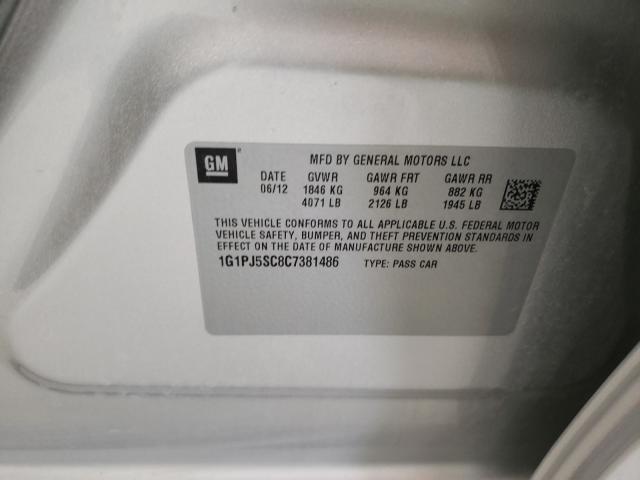 GM
MFD BY GENERAL MOTORS LLC
DATE GVWR GAWR FRT GAWR RR
06/12 1846 KG 964 KG 882 KG
4071 LB 2126 LB 1945 LB
THIS VEHICLE CONFORMS TO ALL APPLICABLE U.S. FEDERAL MOTOR
VEHICLE SAFETY, BUMPER, AND THEFT PREVENTION STANDARDS IN
EFFECT ON THE DATE OF MANUFACTURE SHOWN ABOVE.
1G1PJ5SC8C7381486 TYPE: PASS CAR